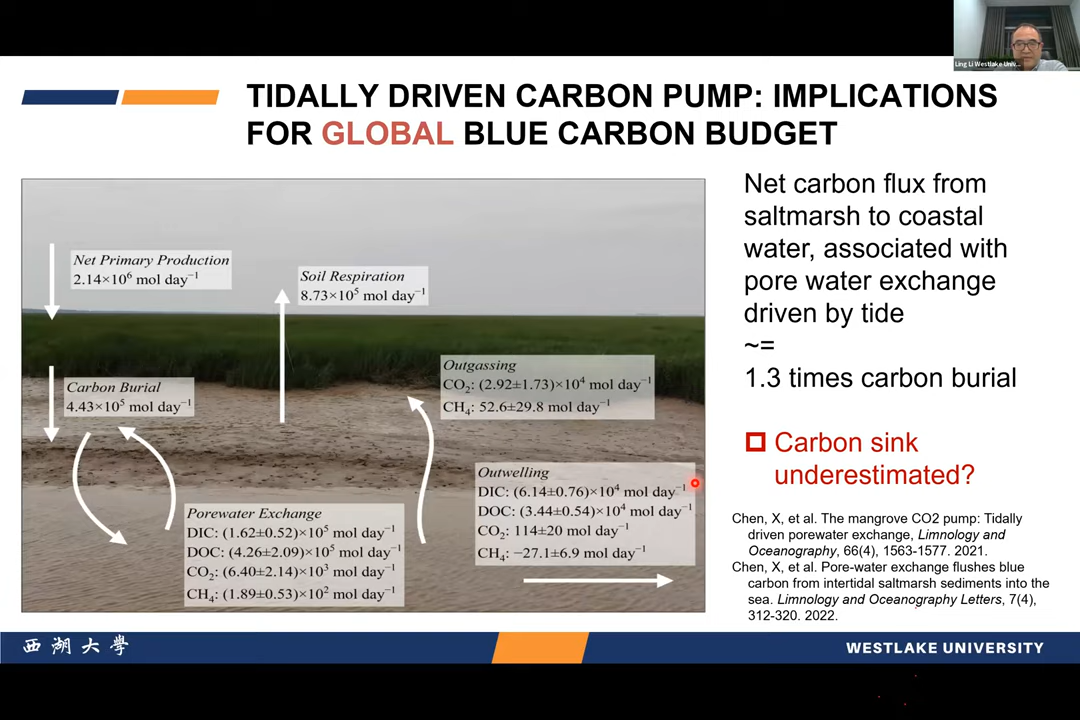 Ling Li Westlake Univ...
TIDALLY DRIVEN CARBON PUMP: IMPLICATIONS
FOR GLOBAL BLUE CARBON BUDGET
Net Primary Production
2.14×10⁶ mol day⁻¹
Soil Respiration
8.73×10⁵ mol day⁻¹
Carbon Burial
4.43×10⁵ mol day⁻¹
Outgassing
CO₂: (2.92±1.73)×10⁴ mol day⁻¹
CH₄: 52.6±29.8 mol day⁻¹
Porewater Exchange
DIC: (1.62±0.52)×10⁵ mol day⁻¹
DOC: (4.26±2.09)×10⁵ mol day⁻¹
CO₂: (6.40±2.14)×10³ mol day⁻¹
CH₄: (1.89±0.53)×10² mol day⁻¹
Outwelling
DIC: (6.14±0.76)×10⁴ mol day⁻¹
DOC: (3.44±0.54)×10⁴ mol day⁻¹
CO₂: 114±20 mol day⁻¹
CH₄: −27.1±6.9 mol day⁻¹
Net carbon flux from
saltmarsh to coastal
water, associated with
pore water exchange
driven by tide
~=
1.3 times carbon burial
Carbon sink
underestimated?
Chen, X, et al. The mangrove CO2 pump: Tidally
driven porewater exchange, Limnology and
Oceanography, 66(4), 1563-1577. 2021.
Chen, X, et al. Pore-water exchange flushes blue
carbon from intertidal saltmarsh sediments into the
sea. Limnology and Oceanography Letters, 7(4),
312-320. 2022.
西湖大學
WESTLAKE UNIVERSITY